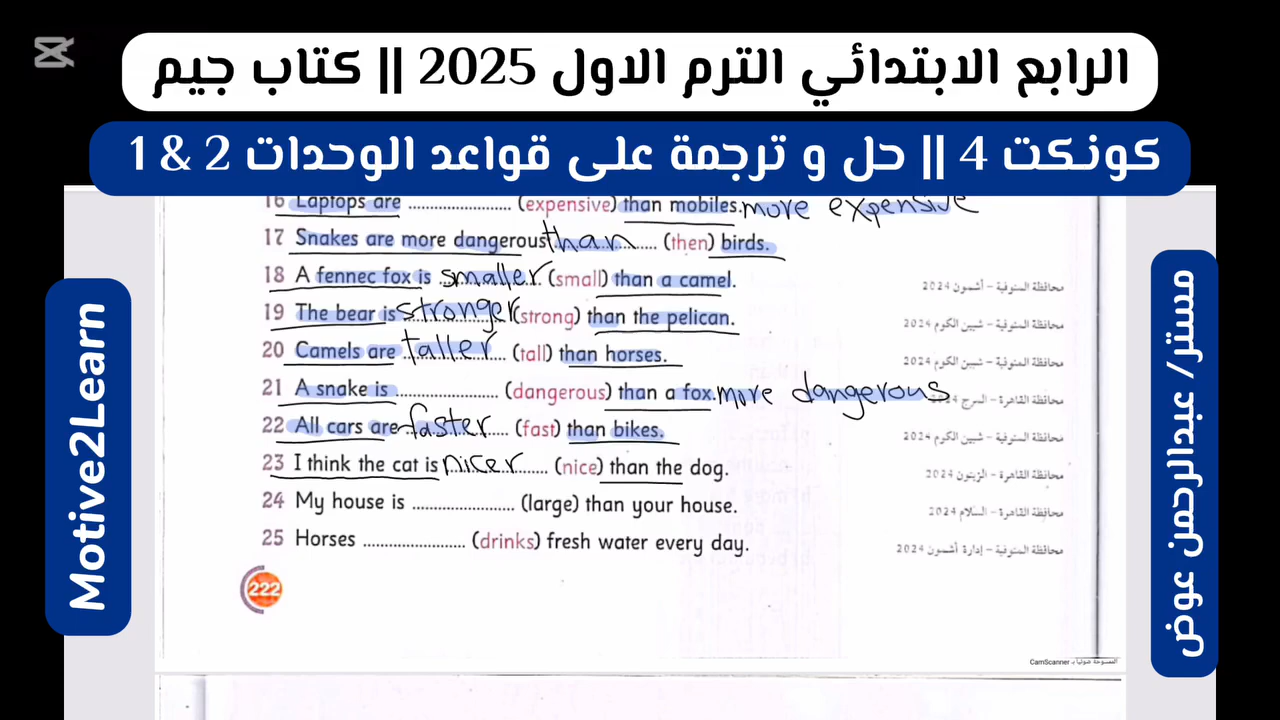 الرابع الابتدائي الترم الاول 2025 || كتاب جيم
كونكت 4 || حل و ترجمة على قواعد الوحدات 2 & 1
16 Laptops are .................... (expensive) than mobiles. more expensive
17 Snakes are more dangerous than .......... (then) birds.
18 A fennec fox is smaller (small) than a camel. محافظة المنوفية – أشمون 2024
19 The bear is stronger (strong) than the pelican. محافظة المنوفية – شبين الكوم 2024
20 Camels are taller (tall) than horses. محافظة المنوفية – شبين الكوم 2024
21 A snake is .................... (dangerous) than a fox. more dangerous محافظة القاهرة – المرج 2024
22 All cars are faster (fast) than bikes. محافظة المنوفية – شبين الكوم 2024
23 I think the cat is nicer (nice) than the dog. محافظة القاهرة – الزيتون 2024
24 My house is .................... (large) than your house. محافظة القاهرة – السلام 2024
25 Horses .................... (drinks) fresh water every day. محافظة المنوفية – إدارة أشمون 2024
222
الممسوحة ضوئيا بـ CamScanner
Motive2Learn
مستر/ عبدالرحمن عوض